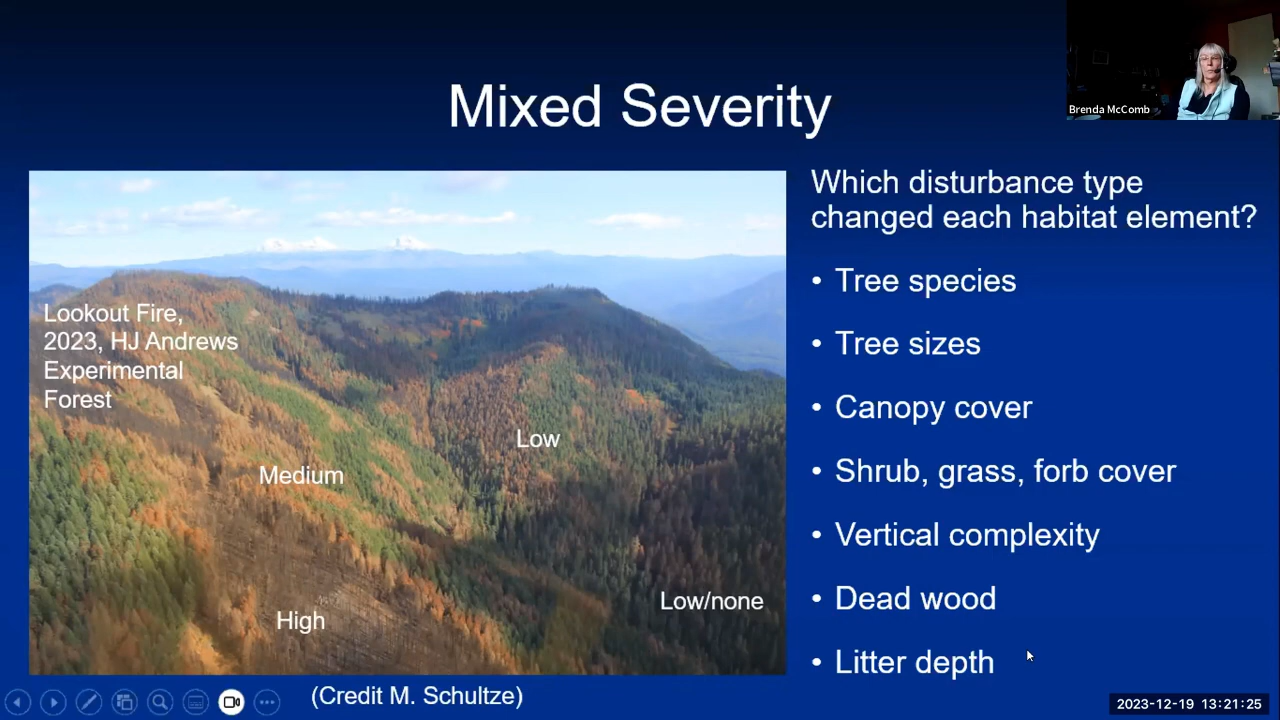 Brenda McComb
Mixed Severity
Lookout Fire,
2023, HJ Andrews
Experimental
Forest
Low
Medium
High
Low/none
(Credit M. Schultze)
Which disturbance type
changed each habitat element?
• Tree species
• Tree sizes
• Canopy cover
• Shrub, grass, forb cover
• Vertical complexity
• Dead wood
• Litter depth
2023-12-19 13:21:25